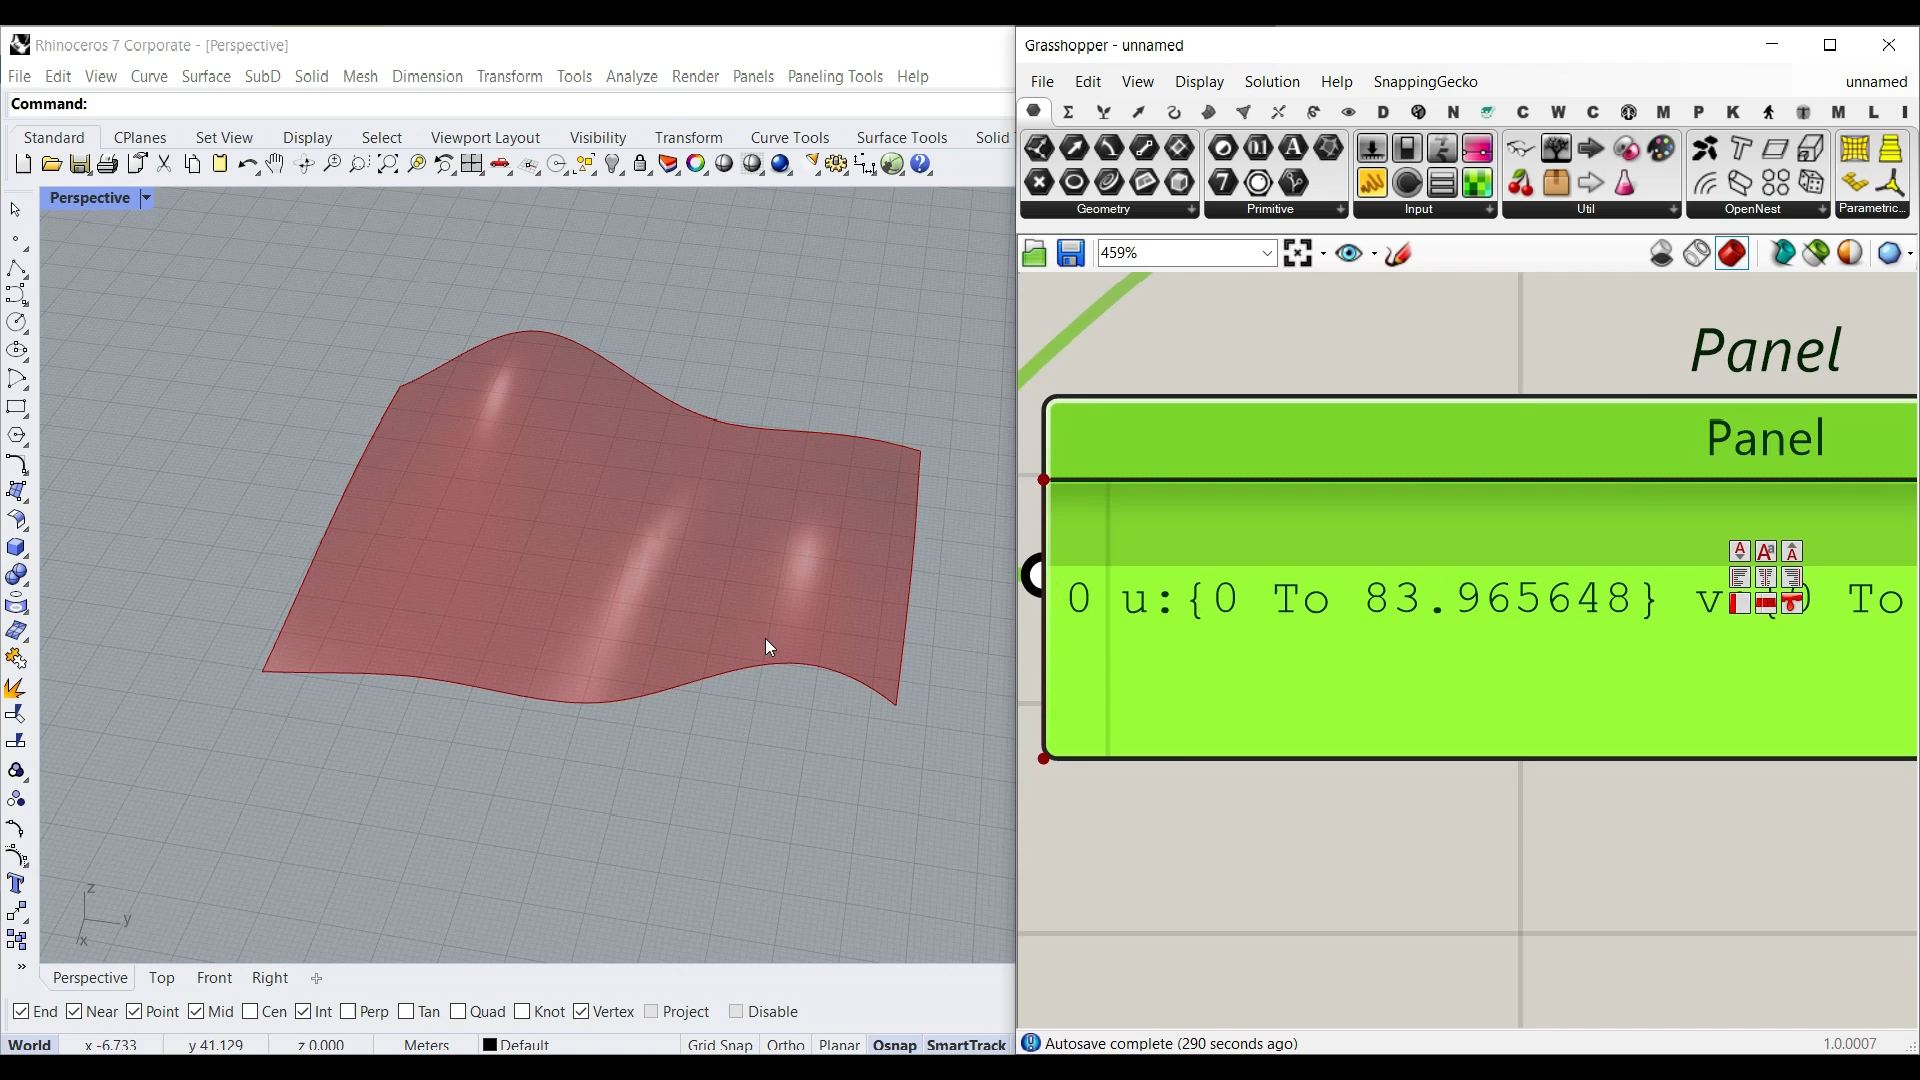 Rhinoceros 7 Corporate - [Perspective]
File Edit View Curve Surface SubD Solid Mesh Dimension Transform Tools Analyze Render Panels Paneling Tools Help
Command:
Standard CPlanes Set View Display Select Viewport Layout Visibility Transform Curve Tools Surface Tools Solid
Perspective
z
y
x
Perspective Top Front Right
End Near Point Mid Cen Int Perp Tan Quad Knot Vertex Project Disable
World x -6.733 y 41.129 z 0.000 Meters Default Grid Snap Ortho Planar Osnap SmartTrack
Grasshopper - unnamed
File Edit View Display Solution Help SnappingGecko unnamed
D N C W C M P K M L I
Geometry Primitive Input Util OpenNest Parametric...
459%
Panel
Panel
0 u:{0 To 83.965648} v:{0 To
Autosave complete (290 seconds ago) 1.0.0007